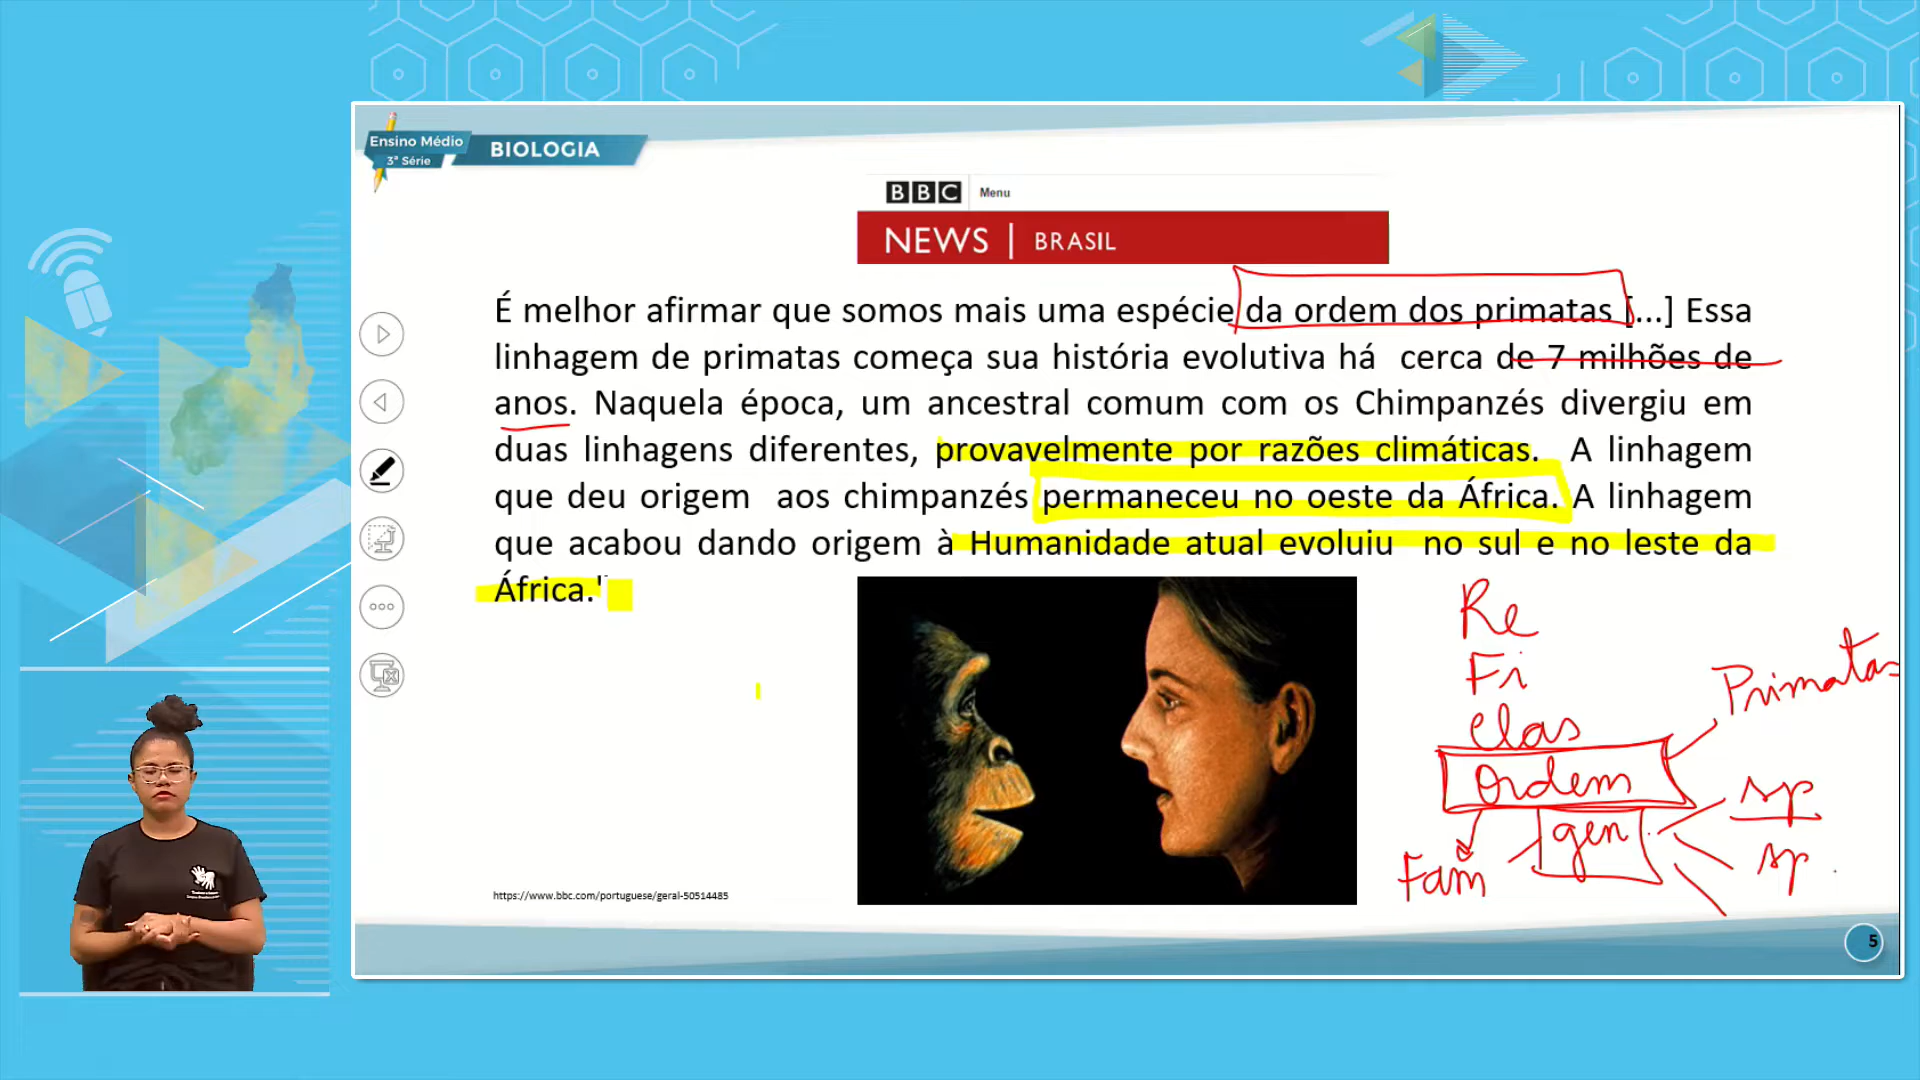 Ensino Médio
3ª Série
BIOLOGIA
BBC Menu
NEWS | BRASIL
É melhor afirmar que somos mais uma espécie da ordem dos primatas [...] Essa
linhagem de primatas começa sua história evolutiva há cerca de 7 milhões de
anos. Naquela época, um ancestral comum com os Chimpanzés divergiu em
duas linhagens diferentes, provavelmente por razões climáticas. A linhagem
que deu origem aos chimpanzés permaneceu no oeste da África. A linhagem
que acabou dando origem à Humanidade atual evoluiu no sul e no leste da
África."
Re
Fi
Clas
Primatas
Ordem
sp
gen
sp
Fam
https://www.bbc.com/portuguese/geral-50514485
5